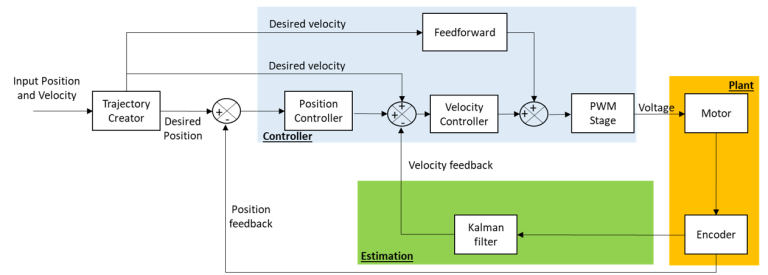 Desired velocity
Feedforward
Desired velocity
Input Position
and Velocity
Trajectory
Creator
Desired
Position
+
-
Position
Controller
Controller
+
+
-
Velocity
Controller
+
+
PWM
Stage
Voltage
Plant
Motor
Velocity feedback
Position
feedback
Kalman
filter
Estimation
Encoder